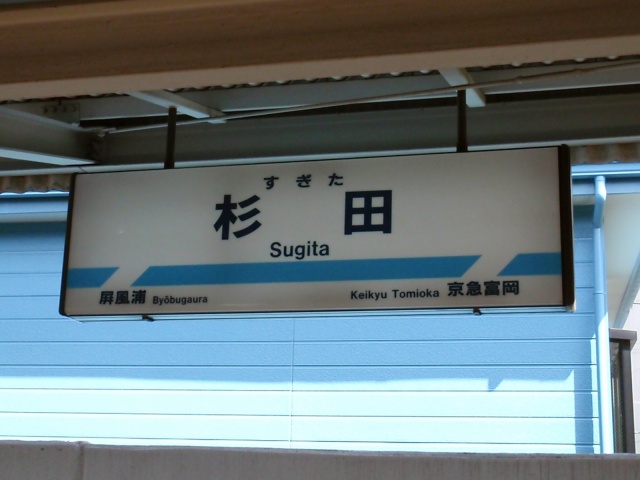 すぎた
杉田
Sugita
屏風浦 Byōbugaura
Keikyu Tomioka 京急富岡